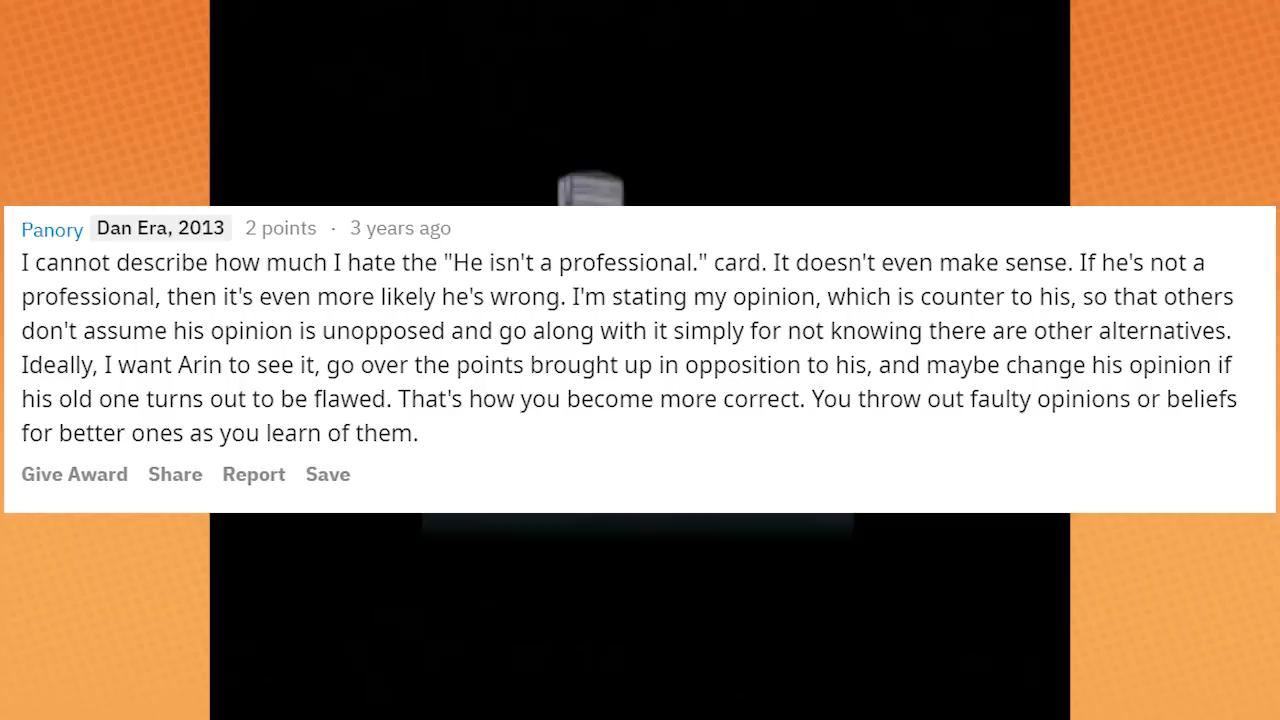 Panory Dan Era, 2013 2 points · 3 years ago
I cannot describe how much I hate the "He isn't a professional." card. It doesn't even make sense. If he's not a
professional, then it's even more likely he's wrong. I'm stating my opinion, which is counter to his, so that others
don't assume his opinion is unopposed and go along with it simply for not knowing there are other alternatives.
Ideally, I want Arin to see it, go over the points brought up in opposition to his, and maybe change his opinion if
his old one turns out to be flawed. That's how you become more correct. You throw out faulty opinions or beliefs
for better ones as you learn of them.
Give Award Share Report Save